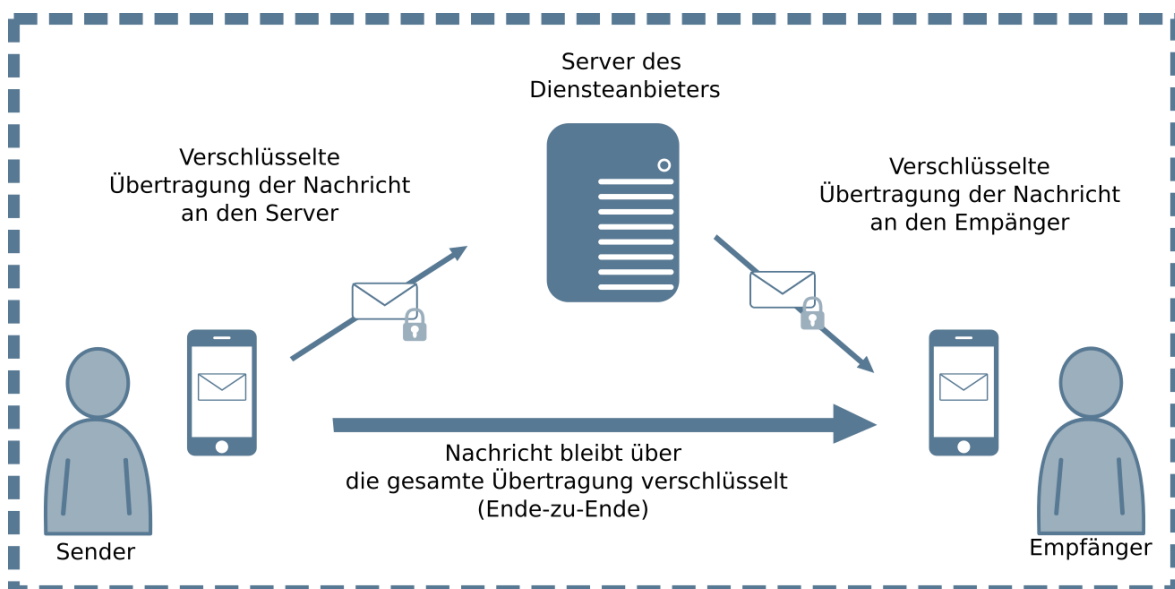 Server des
Diensteanbieters
Verschlüsselte
Übertragung der Nachricht
an den Server
Verschlüsselte
Übertragung der Nachricht
an den Empänger
Nachricht bleibt über
die gesamte Übertragung verschlüsselt
(Ende-zu-Ende)
Sender
Empfänger